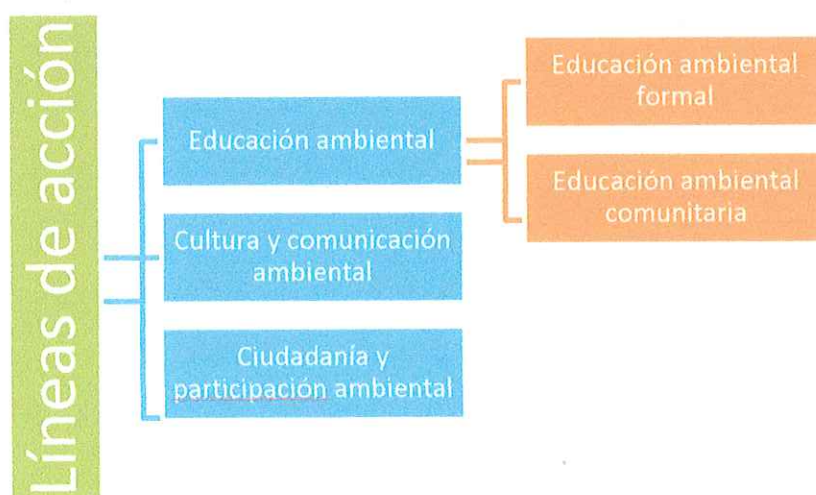 Líneas de acción
Educación ambiental
Cultura y comunicación
ambiental
Ciudadanía y
participación ambiental
Educación ambiental
formal
Educación ambiental
comunitaria